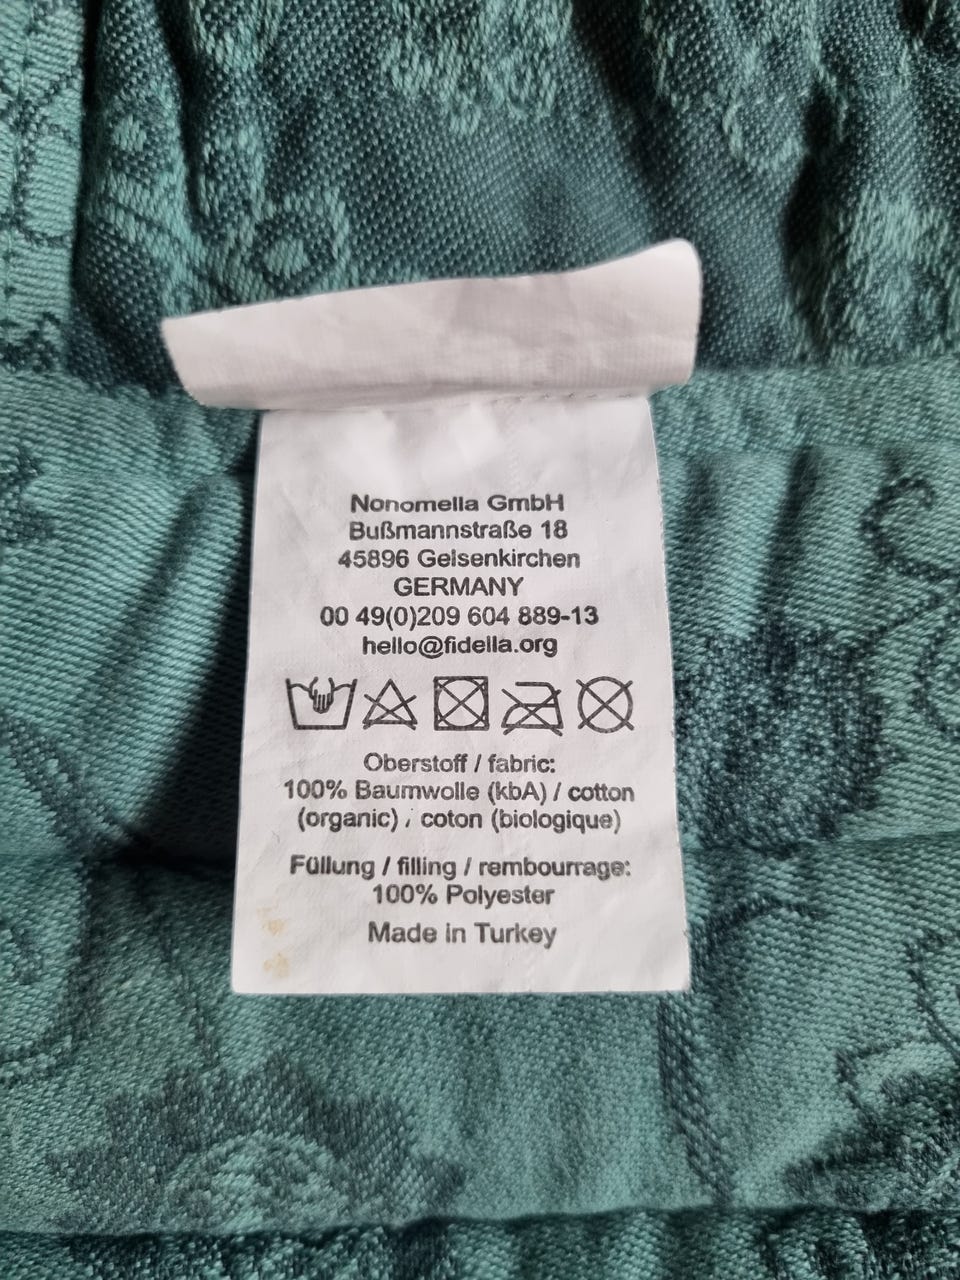 Nonomella GmbH
Bußmannstraße 18
45896 Gelsenkirchen
GERMANY
00 49(0)209 604 889-13
hello@fidella.org
Oberstoff / fabric:
100% Baumwolle (kbA) / cotton
(organic) / coton (biologique)
Füllung / filling / rembourrage:
100% Polyester
Made in Turkey